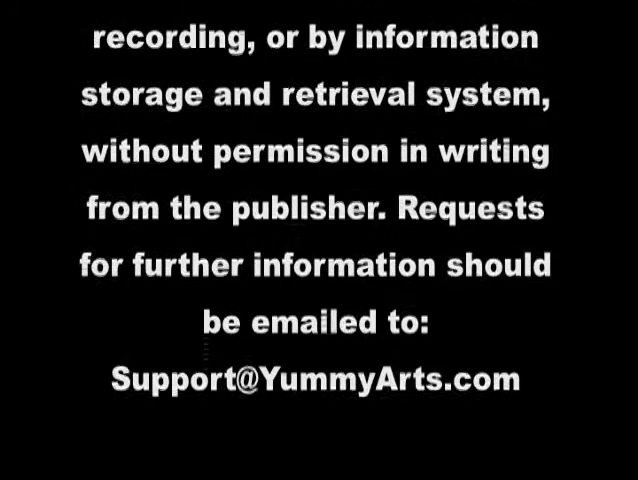 recording, or by information
storage and retrieval system,
without permission in writing
from the publisher. Requests
for further information should
be emailed to:
Support@YummyArts.com